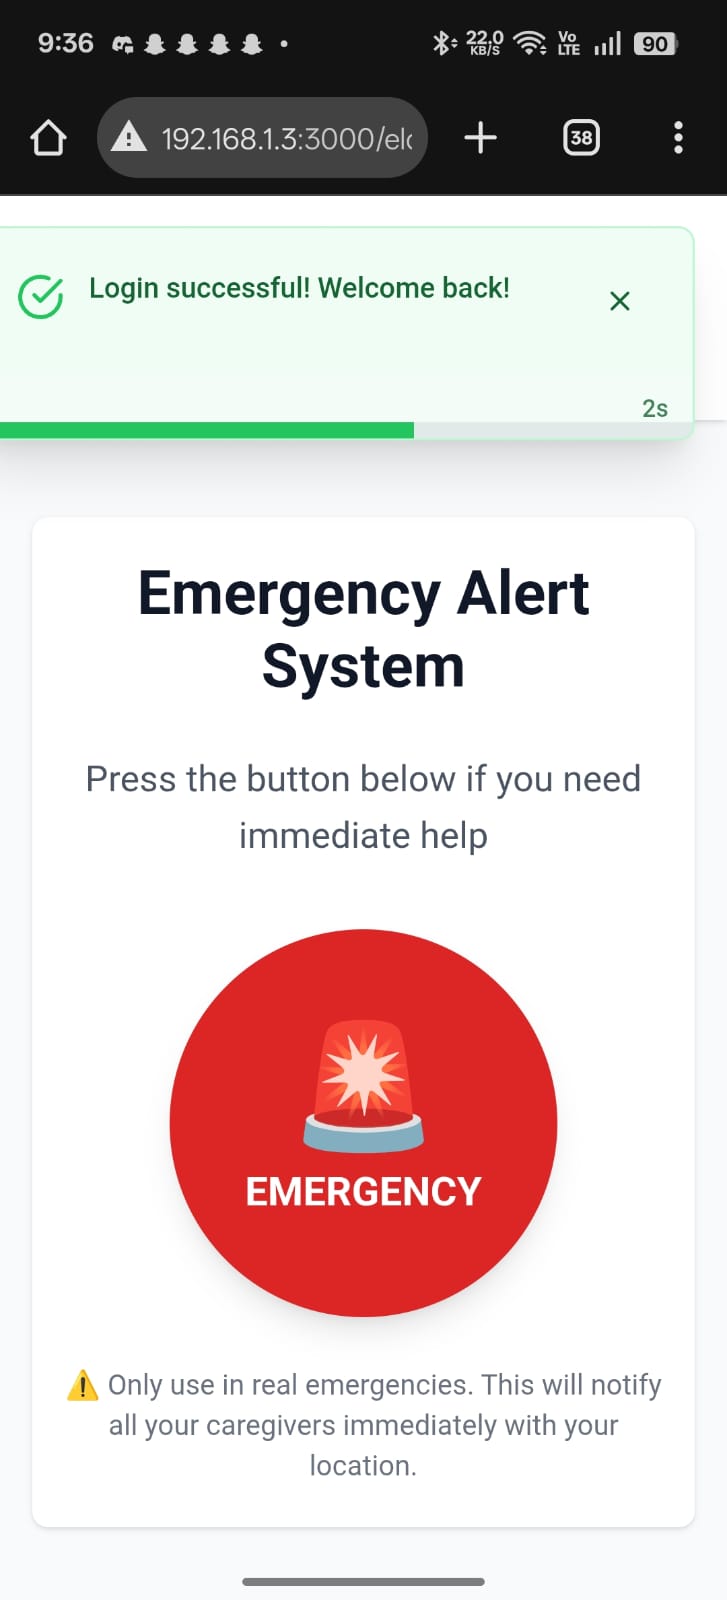 9:36
22.0 KB/S
Vo LTE
90
192.168.1.3:3000/eld
38
Login successful! Welcome back!
2s
Emergency Alert
System
Press the button below if you need
immediate help
EMERGENCY
⚠️ Only use in real emergencies. This will notify
all your caregivers immediately with your
location.